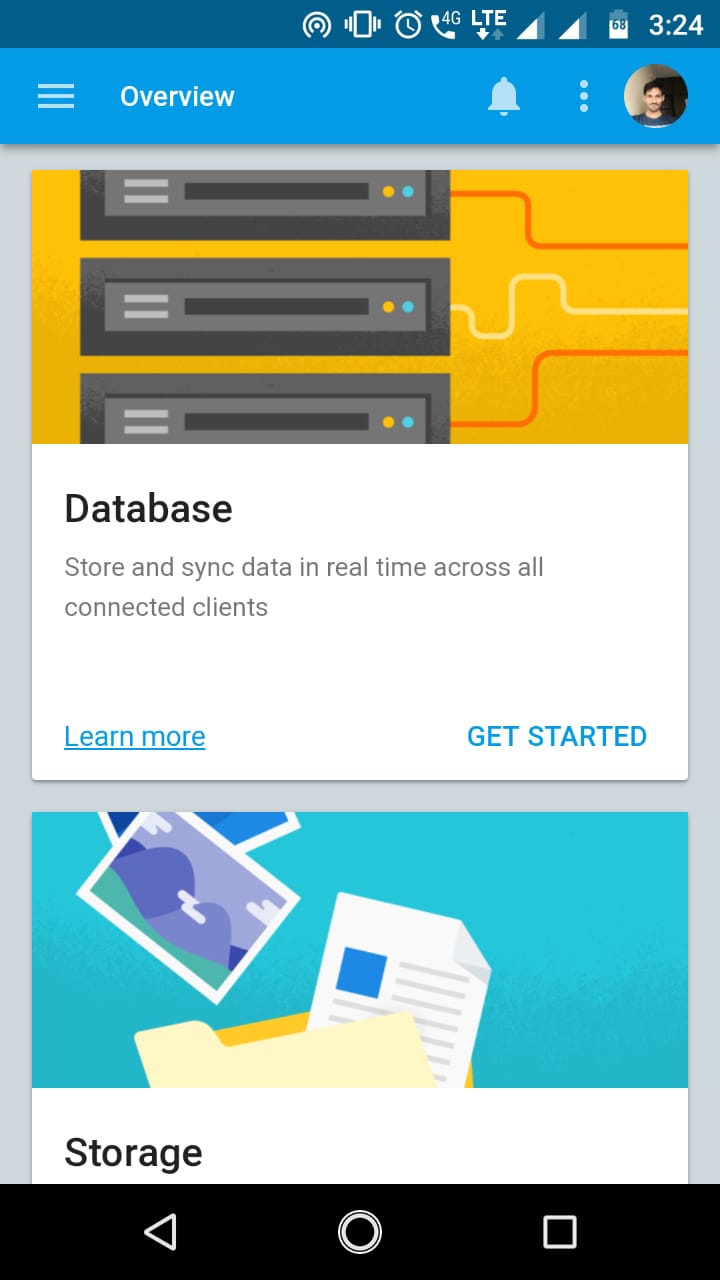 4G LTE 68 3:24
Overview
Database
Store and sync data in real time across all
connected clients
Learn more GET STARTED
Storage